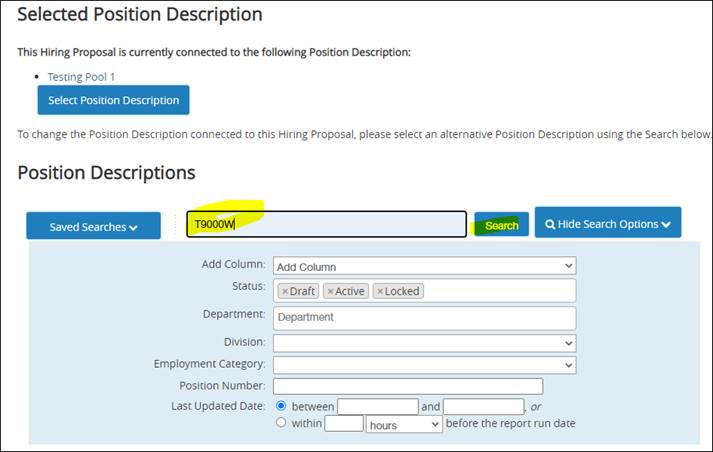 Selected Position Description
This Hiring Proposal is currently connected to the following Position Description:
• Testing Pool 1
Select Position Description
To change the Position Description connected to this Hiring Proposal, please select an alternative Position Description using the Search below.
Position Descriptions
Saved Searches T9000W Search Hide Search Options
Add Column: Add Column
Status: ×Draft ×Active ×Locked
Department: Department
Division:
Employment Category:
Position Number:
Last Updated Date: between and , or
within hours before the report run date